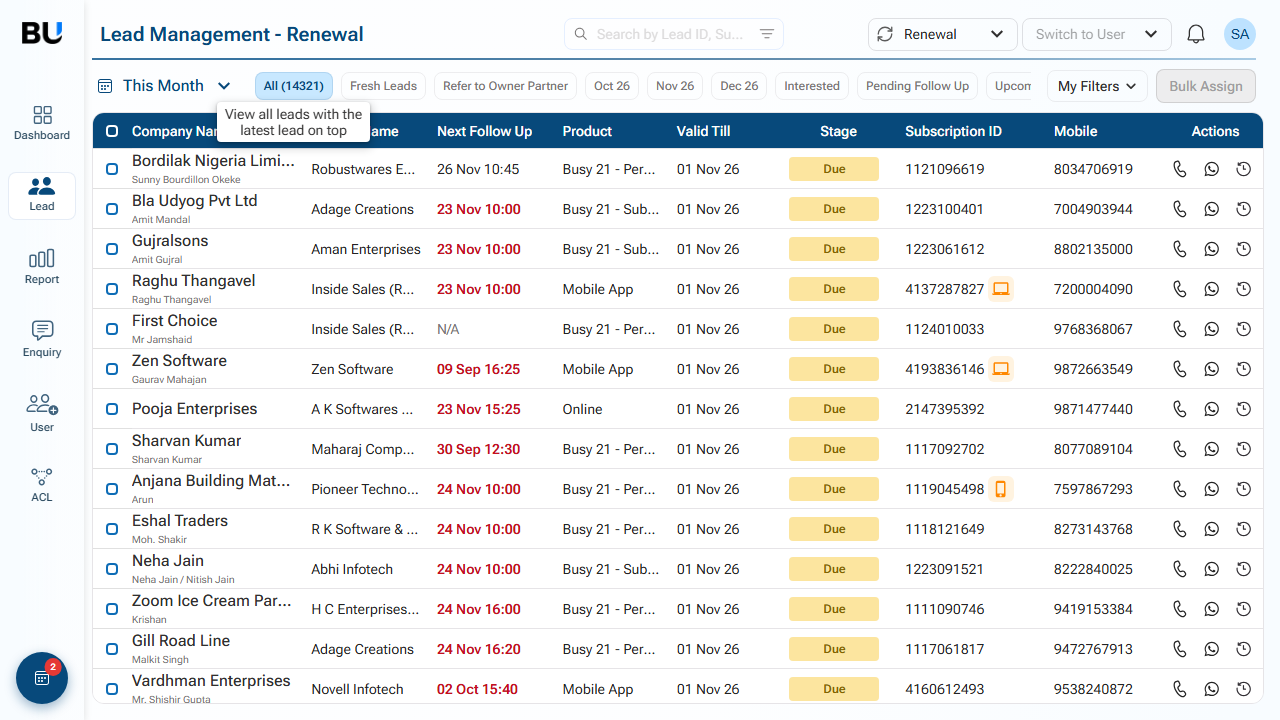 BU
Lead Management - Renewal
Search by Lead ID, Su...
Renewal
Switch to User
SA
This Month
All (14321)
Fresh Leads
Refer to Owner Partner
Oct 26
Nov 26
Dec 26
Interested
Pending Follow Up
Upcom
My Filters
Bulk Assign
View all leads with the
latest lead on top
Dashboard
Lead
Report
Enquiry
User
ACL
2
Next Follow Up Product Valid Till Stage Subscription ID Mobile Actions
Bordilak Nigeria Limi...
Sunny Bourdillon Okeke
Robustwares E... 26 Nov 10:45 Busy 21 - Per... 01 Nov 26 Due 1121096619 8034706919
Bla Udyog Pvt Ltd
Amit Mandal
Adage Creations 23 Nov 10:00 Busy 21 - Sub... 01 Nov 26 Due 1223100401 7004903944
Gujralsons
Amit Gujral
Aman Enterprises 23 Nov 10:00 Busy 21 - Sub... 01 Nov 26 Due 1223061612 8802135000
Raghu Thangavel
Raghu Thangavel
Inside Sales (R... 23 Nov 10:00 Mobile App 01 Nov 26 Due 4137287827 7200004090
First Choice
Mr Jamshaid
Inside Sales (R... N/A Busy 21 - Per... 01 Nov 26 Due 1124010033 9768368067
Zen Software
Gaurav Mahajan
Zen Software 09 Sep 16:25 Mobile App 01 Nov 26 Due 4193836146 9872663549
Pooja Enterprises
A K Softwares ... 23 Nov 15:25 Online 01 Nov 26 Due 2147395392 9871477440
Sharvan Kumar
Sharvan Kumar
Maharaj Comp... 30 Sep 12:30 Busy 21 - Per... 01 Nov 26 Due 1117092702 8077089104
Anjana Building Mat...
Arun
Pioneer Techno... 24 Nov 10:00 Busy 21 - Per... 01 Nov 26 Due 1119045498 7597867293
Eshal Traders
Moh. Shakir
R K Software & ... 24 Nov 10:00 Busy 21 - Per... 01 Nov 26 Due 1118121649 8273143768
Neha Jain
Neha Jain / Nitish Jain
Abhi Infotech 24 Nov 10:00 Busy 21 - Sub... 01 Nov 26 Due 1223091521 8222840025
Zoom Ice Cream Par...
Krishan
H C Enterprises... 24 Nov 16:00 Busy 21 - Per... 01 Nov 26 Due 1111090746 9419153384
Gill Road Line
Malkit Singh
Adage Creations 24 Nov 16:20 Busy 21 - Per... 01 Nov 26 Due 1117061817 9472767913
Vardhman Enterprises
Mr. Shishir Gupta
Novell Infotech 02 Oct 15:40 Mobile App 01 Nov 26 Due 4160612493 9538240872